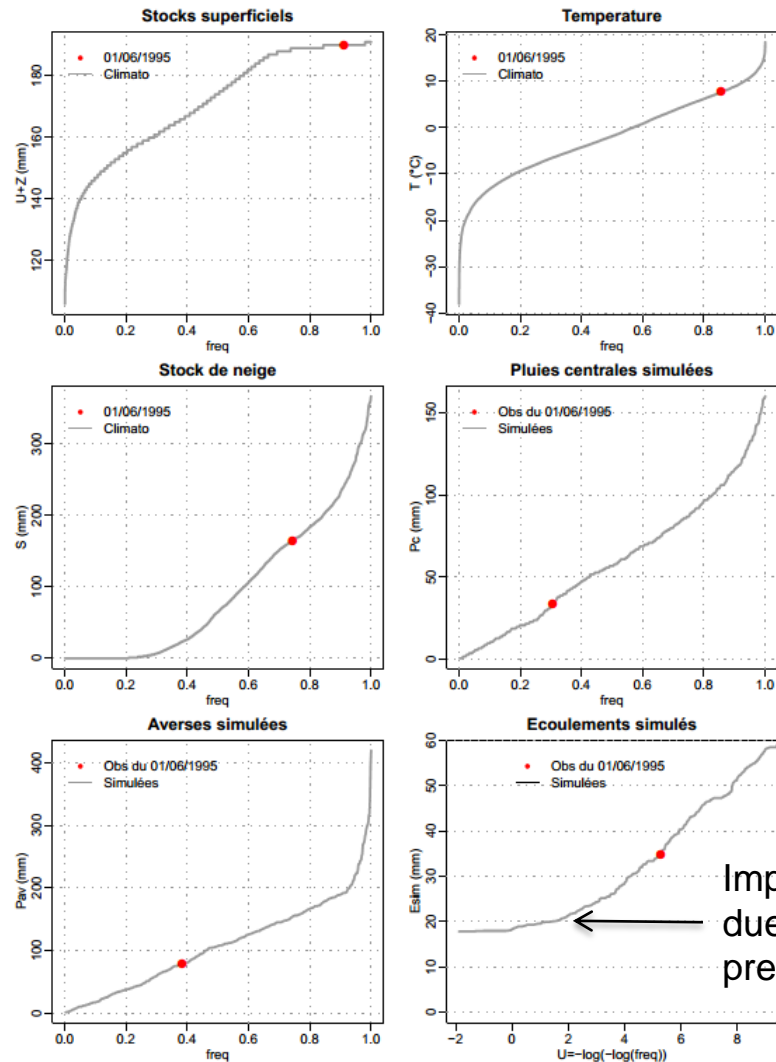 Stocks superficiels
01/06/1995
Climato
U+Z (mm)
120
140
160
180
0.0 0.2 0.4 0.6 0.8 1.0
freq
Temperature
01/06/1995
Climato
T (°C)
−40
−30
−20
−10
0
10
20
0.0 0.2 0.4 0.6 0.8 1.0
freq
Stock de neige
01/06/1995
Climato
S (mm)
0
100
200
300
0.0 0.2 0.4 0.6 0.8 1.0
freq
Pluies centrales simulées
Obs du 01/06/1995
Simulées
Pc (mm)
0
50
100
150
0.0 0.2 0.4 0.6 0.8 1.0
freq
Averses simulées
Obs du 01/06/1995
Simulées
Pav (mm)
0
100
200
300
400
0.0 0.2 0.4 0.6 0.8 1.0
freq
Ecoulements simulés
Obs du 01/06/1995
Simulées
Esim (mm)
0
10
20
30
40
50
60
−2 0 2 4 6 8
U=−log(−log(freq))
Imp
due
pre